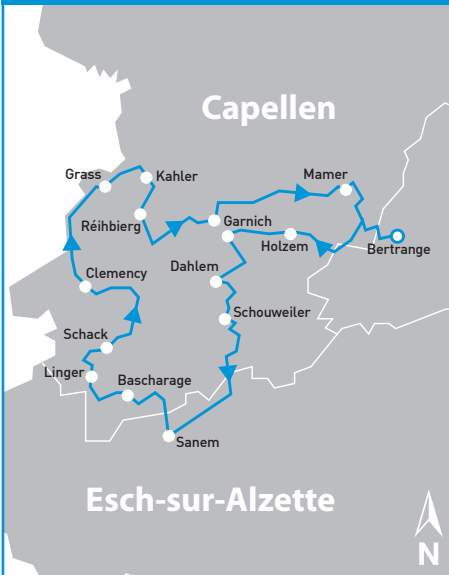 Capellen
Grass
Kahler
Mamer
Réihbierg
Garnich
Holzem
Bertrange
Clemency
Dahlem
Schouweiler
Schack
Linger
Bascharage
Sanem
Esch-sur-Alzette
N